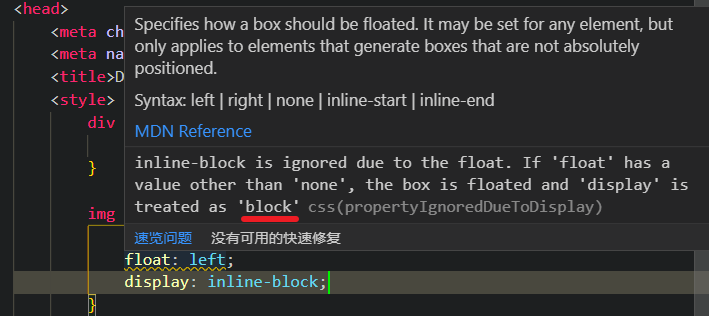 <head>
<meta ch
Specifies how a box should be floated. It may be set for any element, but
<meta na
only applies to elements that generate boxes that are not absolutely
positioned.
<title>D
<style>
Syntax: left | right | none | inline-start | inline-end
div
MDN Reference
inline-block is ignored due to the float. If 'float' has a
}
value other than 'none', the box is floated and 'display' is
treated as 'block' css(propertyIgnoredDueToDisplay)
img
速览问题 没有可用的快速修复
float: left;
display: inline-block;
}